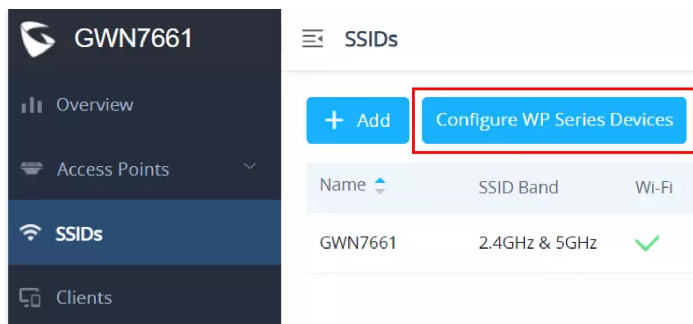 GWN7661
SSIDs
Overview
+ Add
Configure WP Series Devices
Access Points
Name
SSID Band
Wi-Fi
SSIDs
GWN7661
2.4GHz & 5GHz
Clients